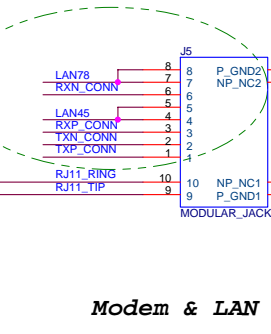 J5
8 8 P_GND2
LAN78 7 7 NP_NC2
RXN_CONN 6 6
5 5
LAN45 4 4
RXP_CONN 3 3
TXN_CONN 2 2
TXP_CONN 1 1
RJ11_RING 10 10 NP_NC1
RJ11_TIP 9 9 P_GND1
MODULAR_JACK
Modem & LAN